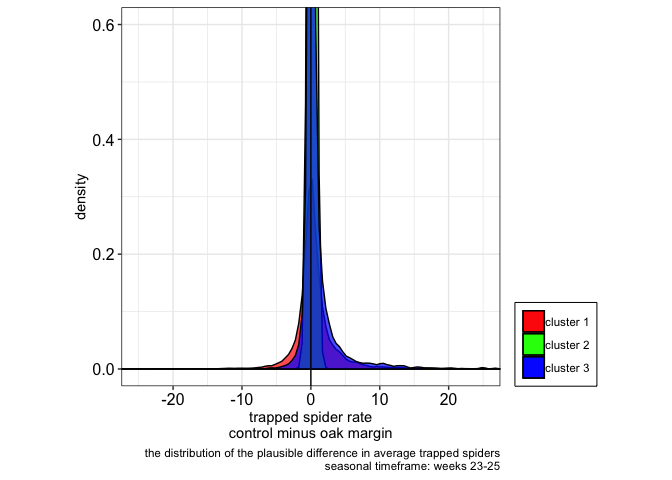 0.6
0.4
density
0.2
0.0
-20 -10 0 10 20
trapped spider rate
control minus oak margin
the distribution of the plausible difference in average trapped spiders
seasonal timeframe: weeks 23-25
cluster 1
cluster 2
cluster 3